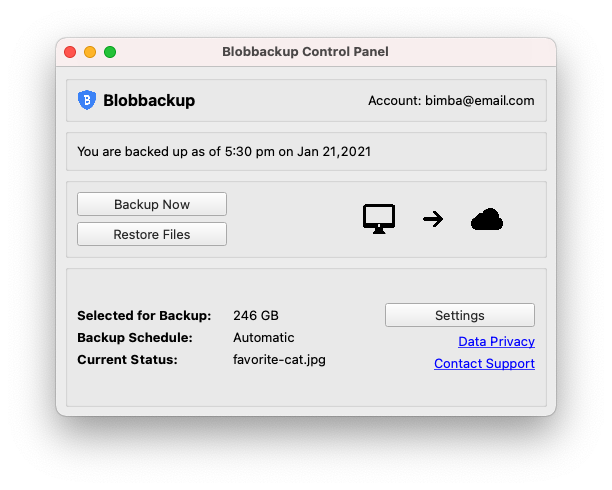 Blobbackup Control Panel
Blobbackup
Account: bimba@email.com
You are backed up as of 5:30 pm on Jan 21,2021
Backup Now
Restore Files
Selected for Backup: 246 GB
Settings
Backup Schedule: Automatic
Data Privacy
Current Status: favorite-cat.jpg
Contact Support